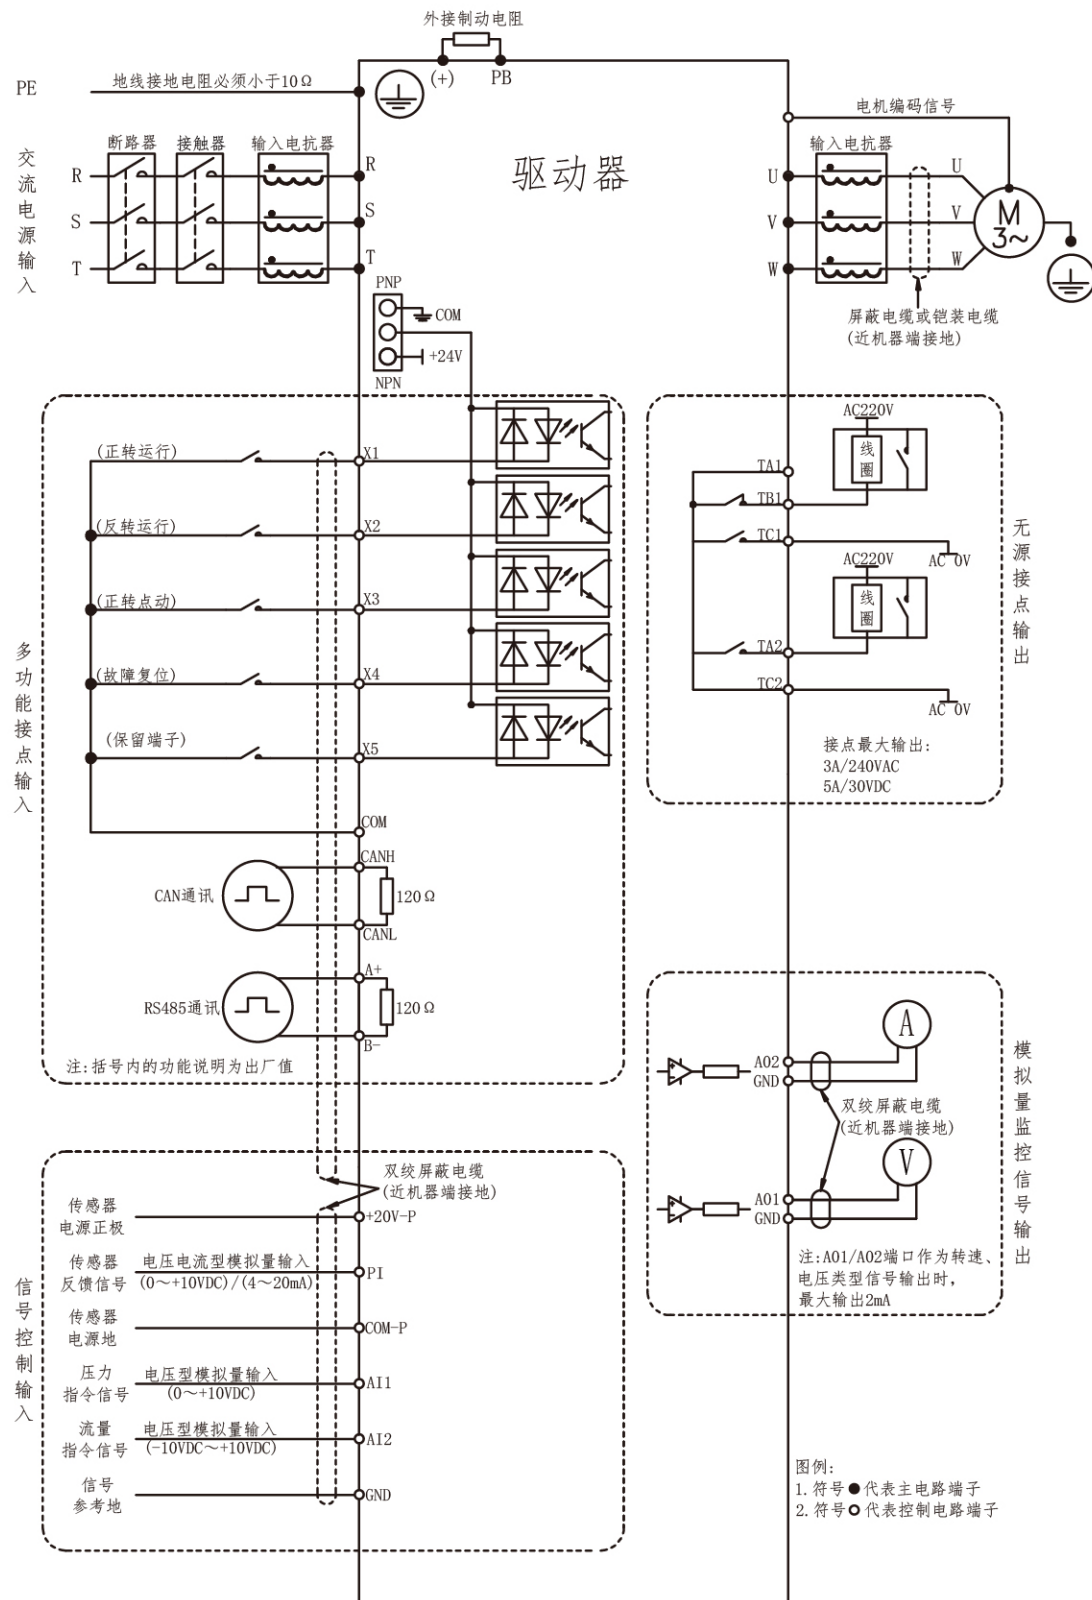 外接制动电阻
(+)
PB
PE
地线接地电阻必须小于10Ω
电机编码信号
断路器
接触器
输入电抗器
驱动器
输入电抗器
交流电源输入
R
S
T
R
S
T
U
V
W
U
V
W
M
3~
PNP
COM
+24V
NPN
屏蔽电缆或铠装电缆
(近机器端接地)
多功能接点输入
(正转运行)
X1
(反转运行)
X2
(正转点动)
X3
(故障复位)
X4
(保留端子)
X5
COM
CANH
CAN通讯
120Ω
CANL
A+
RS485通讯
120Ω
B-
注:括号内的功能说明为出厂值
AC220V
线圈
TA1
TB1
TC1
AC 0V
AC220V
线圈
TA2
TC2
AC 0V
接点最大输出:
3A/240VAC
5A/30VDC
无源接点输出
A
AO2
GND
双绞屏蔽电缆
(近机器端接地)
V
AO1
GND
注:AO1/AO2端口作为转速、
电压类型信号输出时,
最大输出2mA
模拟量监控信号输出
双绞屏蔽电缆
(近机器端接地)
信号控制输入
传感器
电源正极
+20V-P
传感器
反馈信号
电压电流型模拟量输入
(0～+10VDC)/(4～20mA)
PI
传感器
电源地
COM-P
压力
指令信号
电压型模拟量输入
(0～+10VDC)
AI1
流量
指令信号
电压型模拟量输入
(-10VDC～+10VDC)
AI2
信号
参考地
GND
图例:
1.符号●代表主电路端子
2.符号○代表控制电路端子